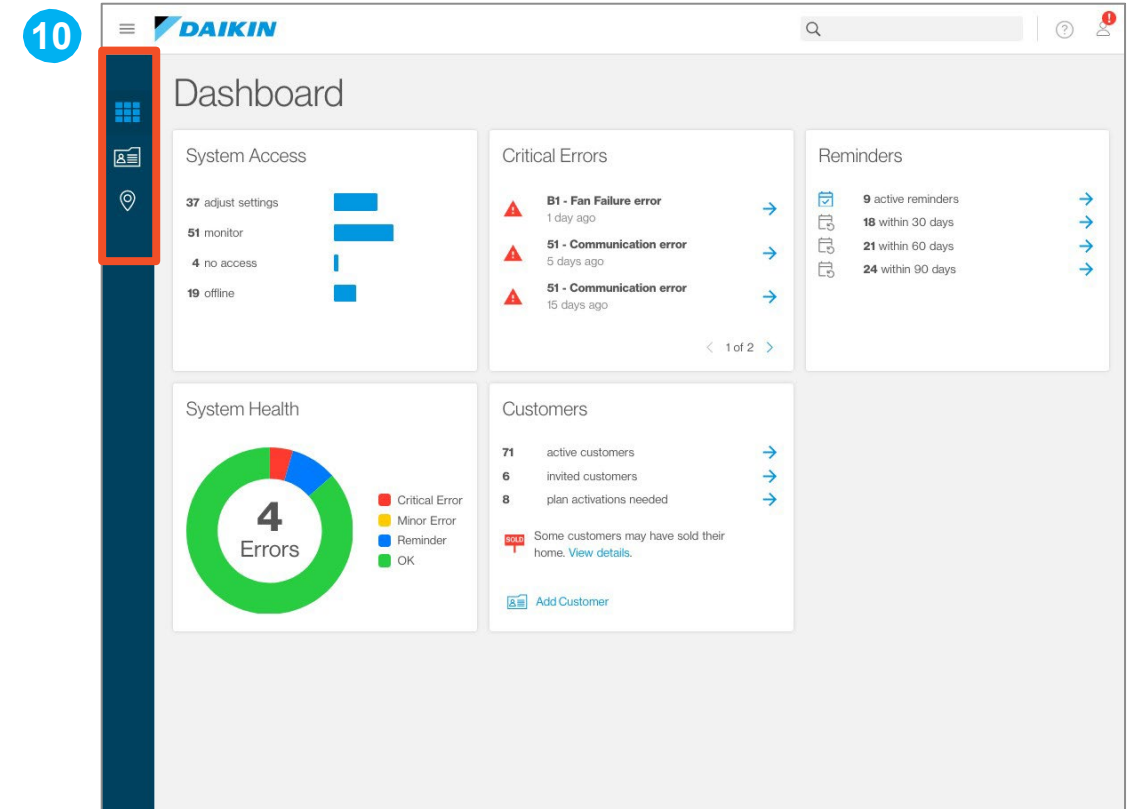 10
DAIKIN
Dashboard
System Access
37 adjust settings
51 monitor
4 no access
19 offline
Critical Errors
B1 - Fan Failure error
1 day ago
51 - Communication error
5 days ago
51 - Communication error
15 days ago
1 of 2
Reminders
9 active reminders
18 within 30 days
21 within 60 days
24 within 90 days
System Health
4
Errors
Critical Error
Minor Error
Reminder
OK
Customers
71 active customers
6 invited customers
8 plan activations needed
SOLD
Some customers may have sold their
home. View details.
Add Customer